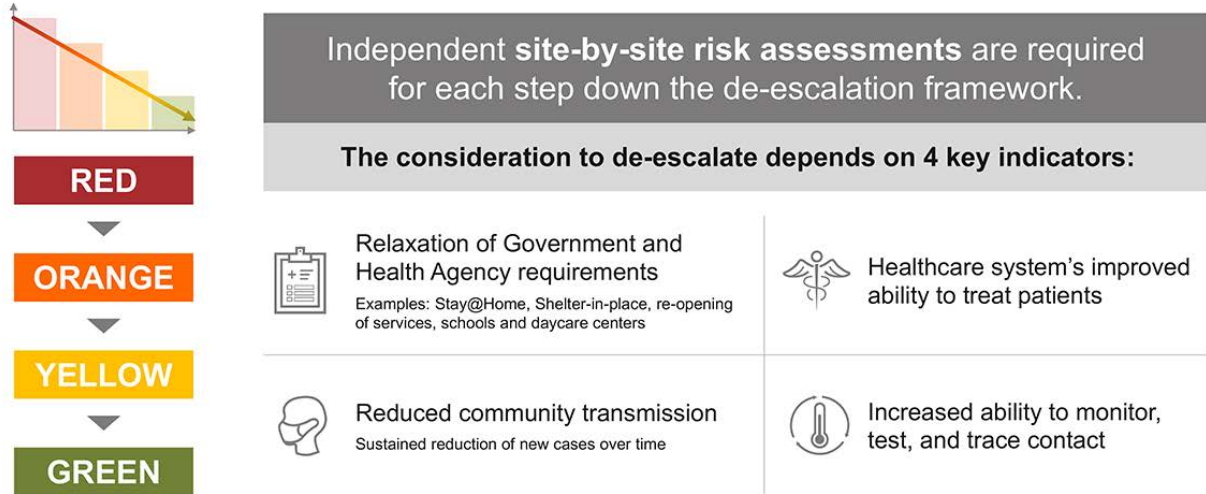 Independent site-by-site risk assessments are required
for each step down the de-escalation framework.
The consideration to de-escalate depends on 4 key indicators:
RED
ORANGE
YELLOW
GREEN
Relaxation of Government and
Health Agency requirements
Examples: Stay@Home, Shelter-in-place, re-opening
of services, schools and daycare centers
Healthcare system's improved
ability to treat patients
Reduced community transmission
Sustained reduction of new cases over time
Increased ability to monitor,
test, and trace contact